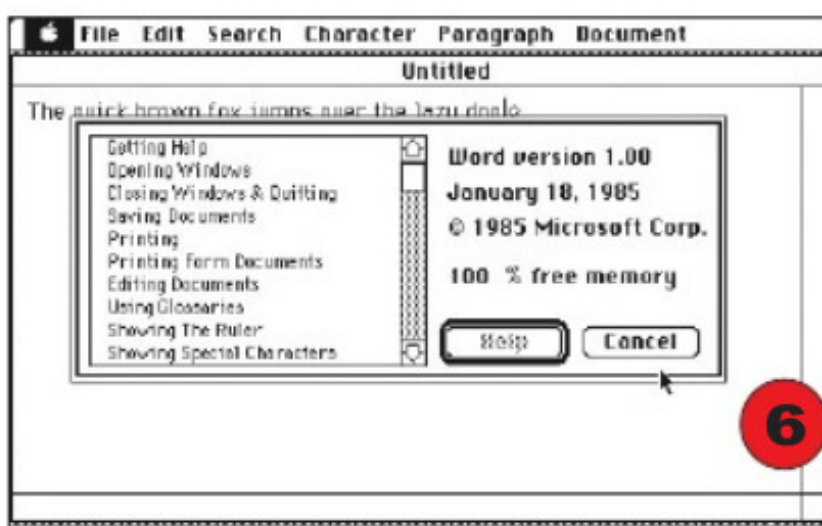 File Edit Search Character Paragraph Document
Untitled
The quick brown fox jumps over the lazy dog
Getting Help
Opening Windows
Closing Windows & Quitting
Saving Documents
Printing
Printing Form Documents
Editing Documents
Using Glossaries
Showing The Ruler
Showing Special Characters
Word version 1.00
January 18, 1985
© 1985 Microsoft Corp.
100 % free memory
Help
Cancel
6